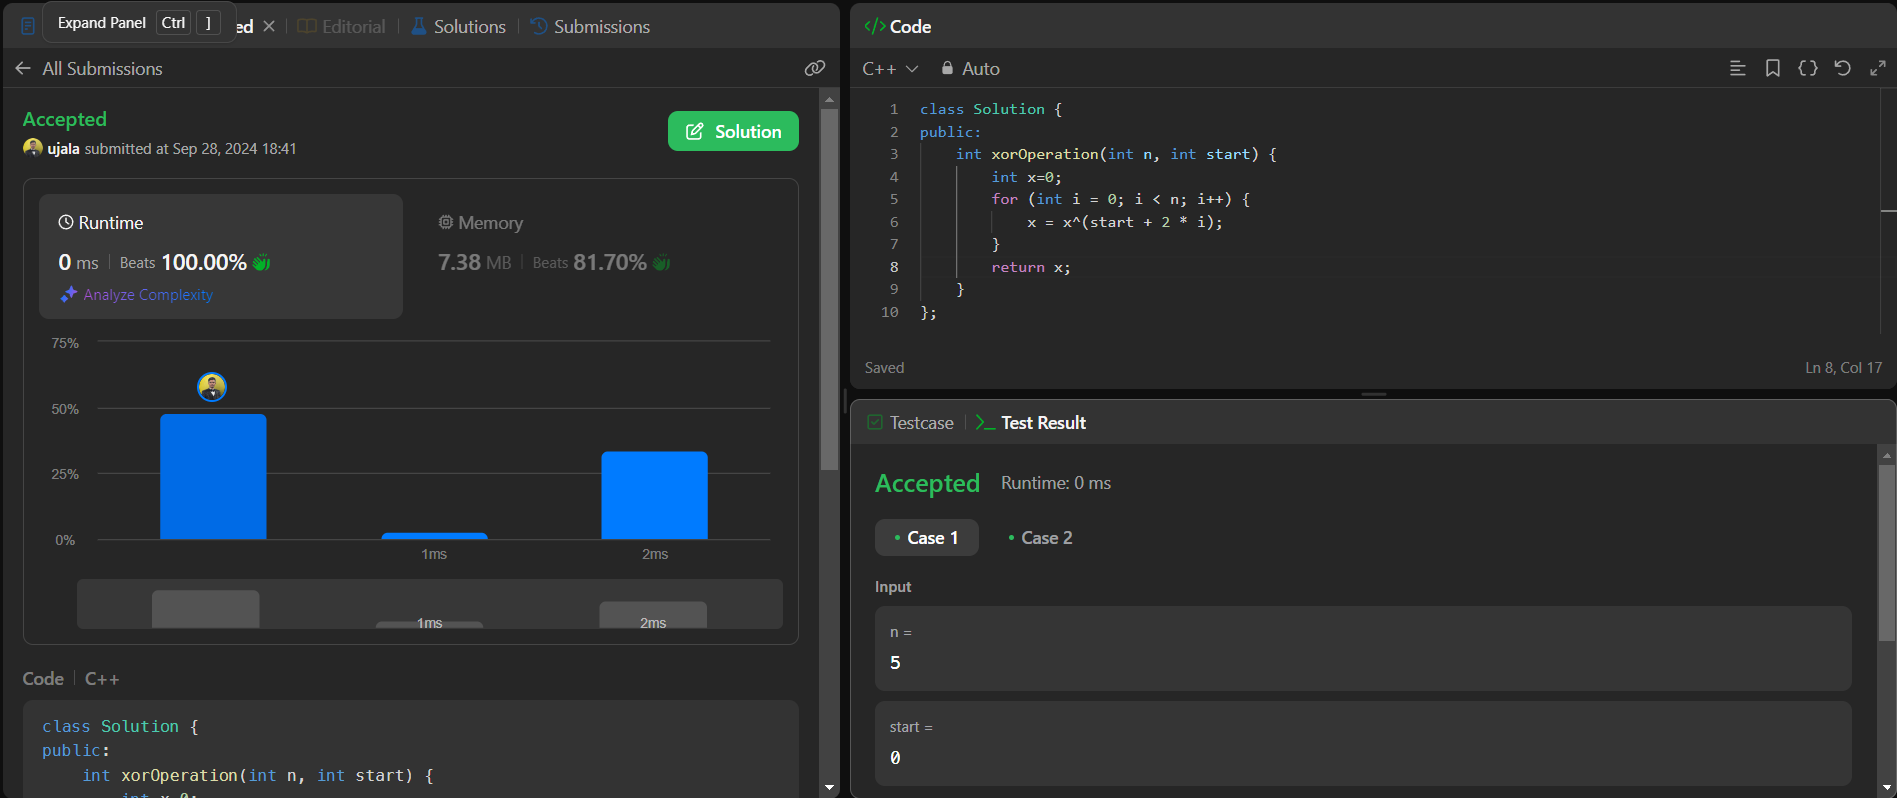 Expand Panel Ctrl ]
ed
Editorial
Solutions
Submissions
All Submissions
Accepted
ujala submitted at Sep 28, 2024 18:41
Solution
Runtime
0 ms | Beats 100.00%
Analyze Complexity
Memory
7.38 MB | Beats 81.70%
75%
50%
25%
0%
1ms
2ms
1ms
2ms
Code | C++
class Solution {
public:
    int xorOperation(int n, int start) {
        int x=0;
</> Code
C++
Auto
1 class Solution {
2 public:
3     int xorOperation(int n, int start) {
4         int x=0;
5         for (int i = 0; i < n; i++) {
6             x = x^(start + 2 * i);
7         }
8         return x;
9     }
10 };
Saved
Ln 8, Col 17
Testcase
>_ Test Result
Accepted Runtime: 0 ms
• Case 1
• Case 2
Input
n =
5
start =
0